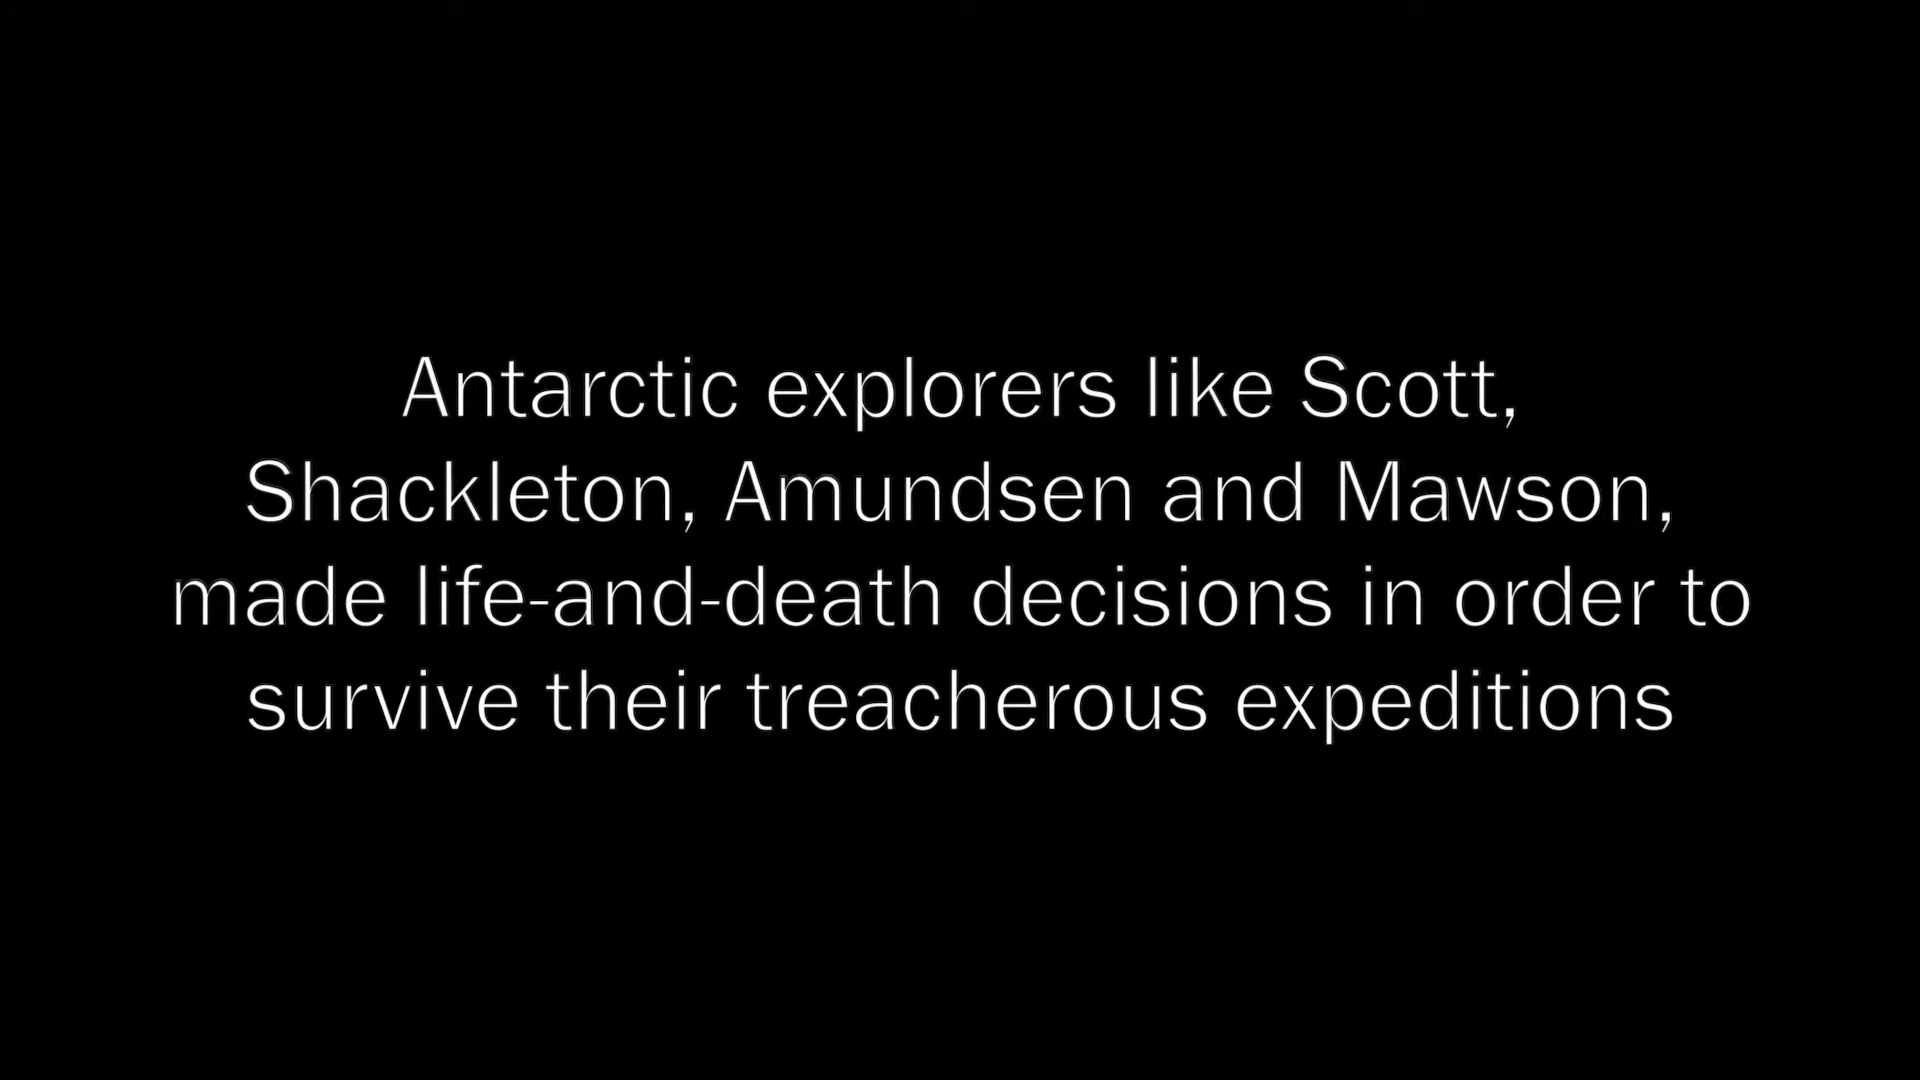 Antarctic explorers like Scott,
Shackleton, Amundsen and Mawson,
made life-and-death decisions in order to
survive their treacherous expeditions